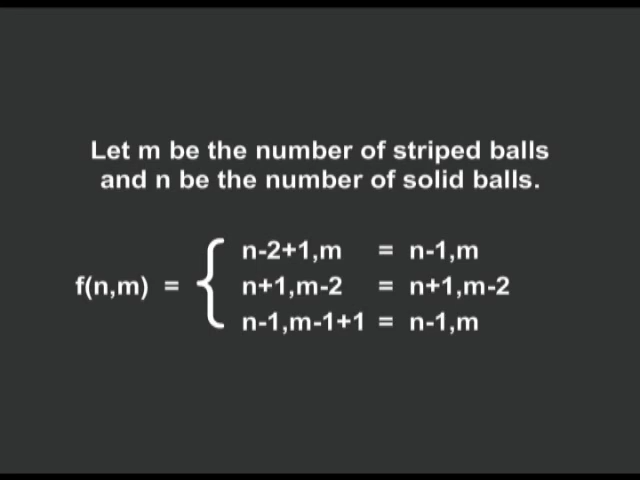 Let m be the number of striped balls
and n be the number of solid balls.
n-2+1,m = n-1,m
f(n,m) = { n+1,m-2 = n+1,m-2
n-1,m-1+1 = n-1,m